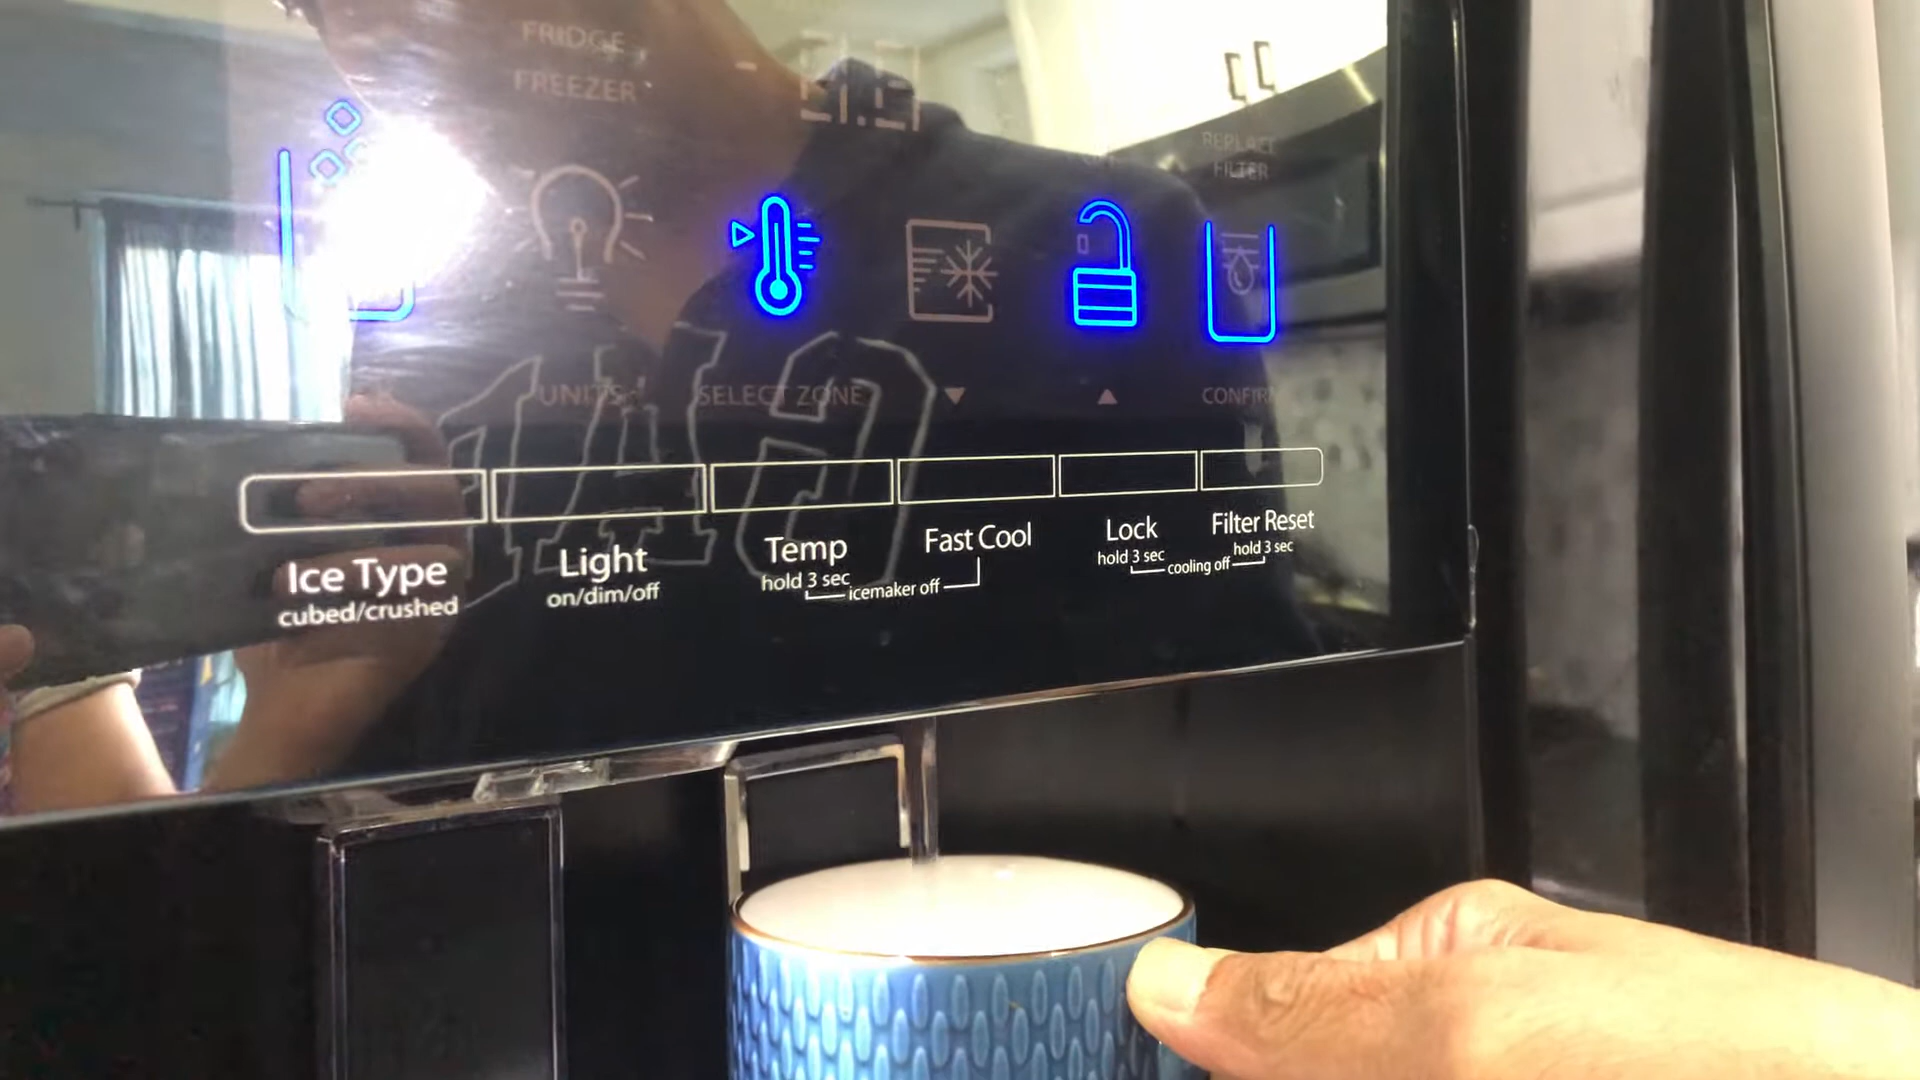 FRIDGE
FREEZER
REPLACE
FILTER
UNITS
SELECT ZONE
▼
▲
CONFIRM
Ice Type
cubed/crushed
Light
on/dim/off
Temp
hold 3 sec
Fast Cool
icemaker off
Lock
hold 3 sec
Filter Reset
hold 3 sec
cooling off